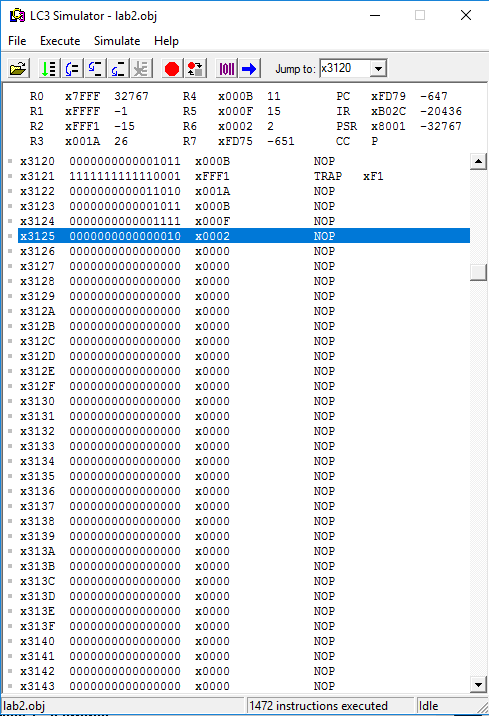 LC3 Simulator - lab2.obj
File Execute Simulate Help
Jump to: x3120
R0 x7FFF 32767 R4 x000B 11 PC xFD79 -647
R1 xFFFF -1 R5 x000F 15 IR xB02C -20436
R2 xFFF1 -15 R6 x0002 2 PSR x8001 -32767
R3 x001A 26 R7 xFD75 -651 CC P
x3120 0000000000001011 x000B NOP
x3121 1111111111110001 xFFF1 TRAP xF1
x3122 0000000000011010 x001A NOP
x3123 0000000000001011 x000B NOP
x3124 0000000000001111 x000F NOP
x3125 0000000000000010 x0002 NOP
x3126 0000000000000000 x0000 NOP
x3127 0000000000000000 x0000 NOP
x3128 0000000000000000 x0000 NOP
x3129 0000000000000000 x0000 NOP
x312A 0000000000000000 x0000 NOP
x312B 0000000000000000 x0000 NOP
x312C 0000000000000000 x0000 NOP
x312D 0000000000000000 x0000 NOP
x312E 0000000000000000 x0000 NOP
x312F 0000000000000000 x0000 NOP
x3130 0000000000000000 x0000 NOP
x3131 0000000000000000 x0000 NOP
x3132 0000000000000000 x0000 NOP
x3133 0000000000000000 x0000 NOP
x3134 0000000000000000 x0000 NOP
x3135 0000000000000000 x0000 NOP
x3136 0000000000000000 x0000 NOP
x3137 0000000000000000 x0000 NOP
x3138 0000000000000000 x0000 NOP
x3139 0000000000000000 x0000 NOP
x313A 0000000000000000 x0000 NOP
x313B 0000000000000000 x0000 NOP
x313C 0000000000000000 x0000 NOP
x313D 0000000000000000 x0000 NOP
x313E 0000000000000000 x0000 NOP
x313F 0000000000000000 x0000 NOP
x3140 0000000000000000 x0000 NOP
x3141 0000000000000000 x0000 NOP
x3142 0000000000000000 x0000 NOP
x3143 0000000000000000 x0000 NOP
lab2.obj 1472 instructions executed Idle